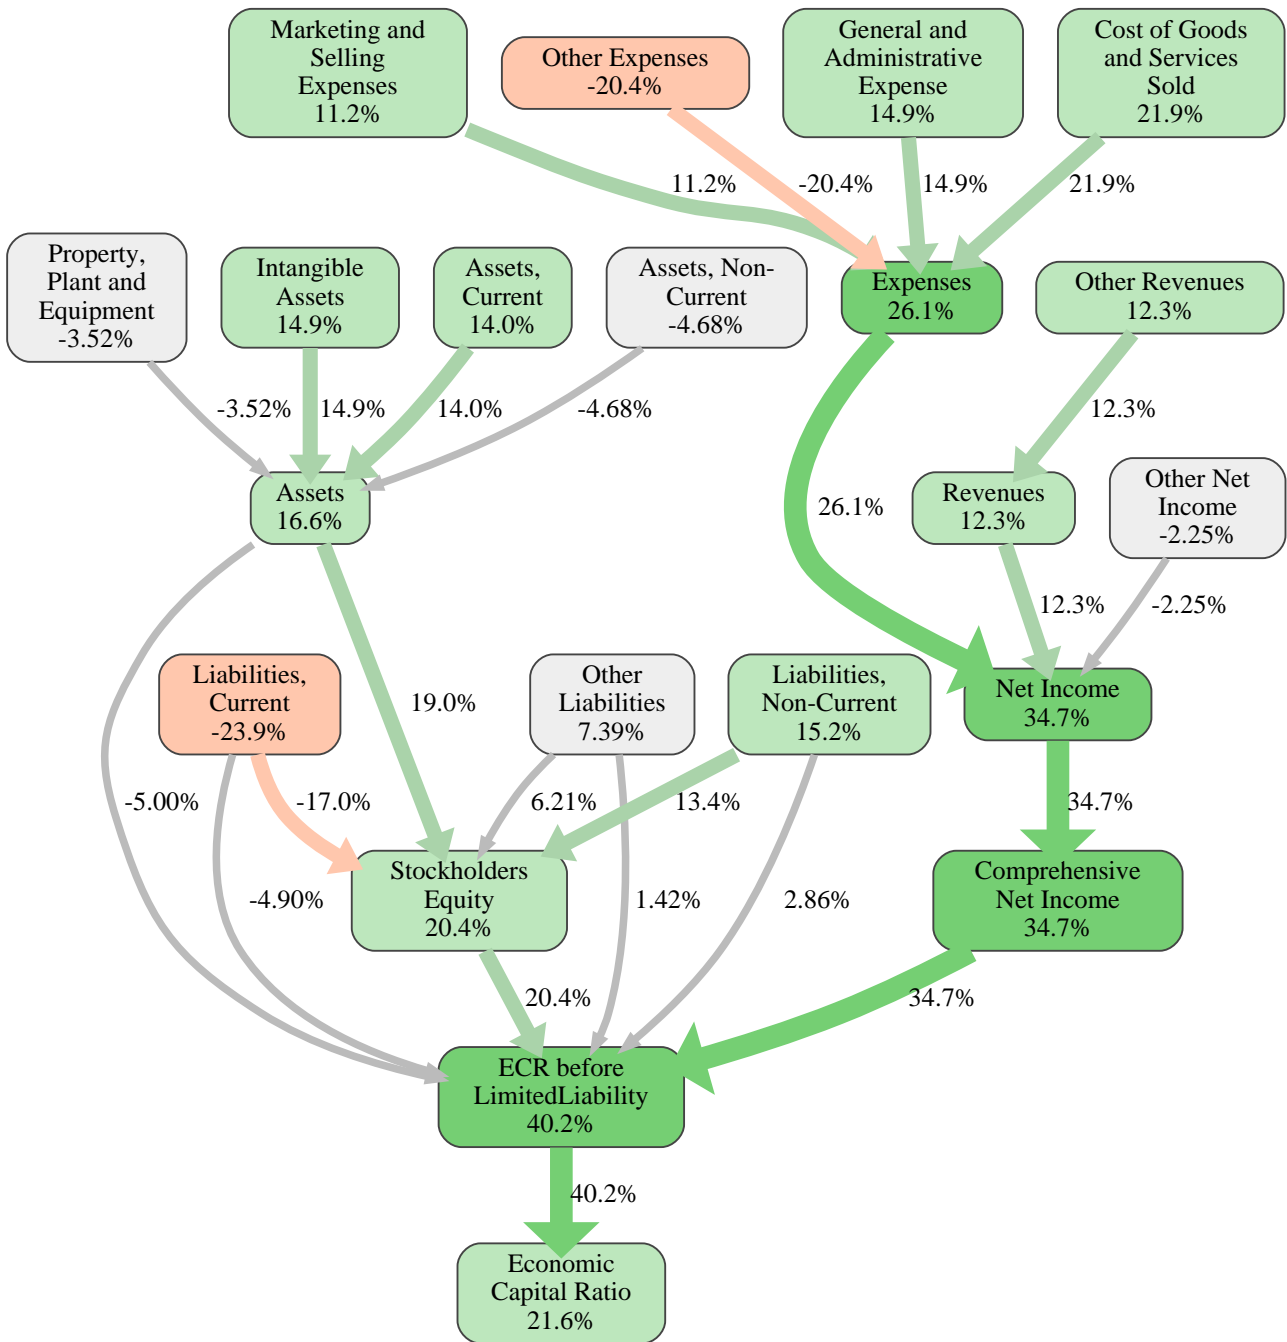 Marketing and
Selling
Expenses
11.2%
Other Expenses
-20.4%
General and
Administrative
Expense
14.9%
Cost of Goods
and Services
Sold
21.9%
11.2%
-20.4%
14.9%
21.9%
Property,
Plant and
Equipment
-3.52%
Intangible
Assets
14.9%
Assets,
Current
14.0%
Assets, Non-
Current
-4.68%
Expenses
26.1%
Other Revenues
12.3%
-3.52%
14.9%
14.0%
-4.68%
12.3%
Assets
16.6%
26.1%
Revenues
12.3%
Other Net
Income
-2.25%
12.3%
-2.25%
Liabilities,
Current
-23.9%
19.0%
Other
Liabilities
7.39%
Liabilities,
Non-Current
15.2%
Net Income
34.7%
-5.00%
-17.0%
6.21%
13.4%
34.7%
Stockholders
Equity
20.4%
-4.90%
1.42%
2.86%
Comprehensive
Net Income
34.7%
20.4%
34.7%
ECR before
LimitedLiability
40.2%
40.2%
Economic
Capital Ratio
21.6%